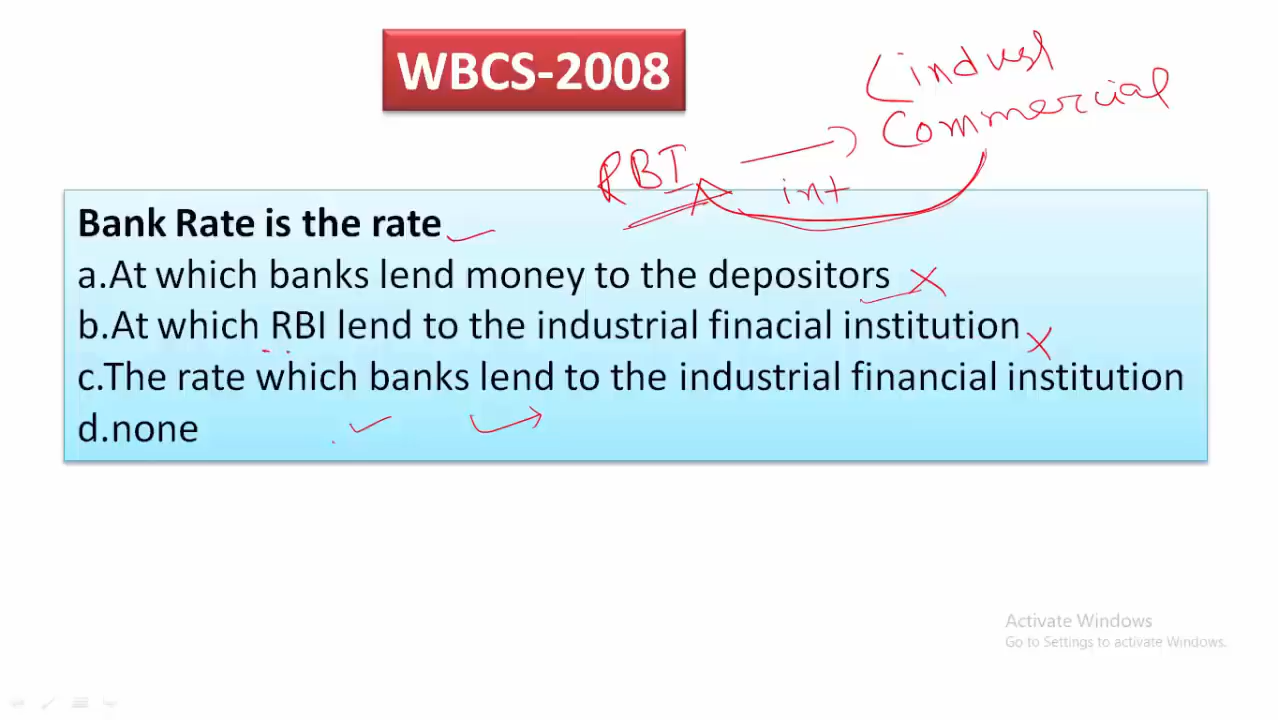 WBCS-2008
indust
Commercial
RBI
int
Bank Rate is the rate
a.At which banks lend money to the depositors
b.At which RBI lend to the industrial finacial institution
c.The rate which banks lend to the industrial financial institution
d.none
Activate Windows
Go to Settings to activate Windows.